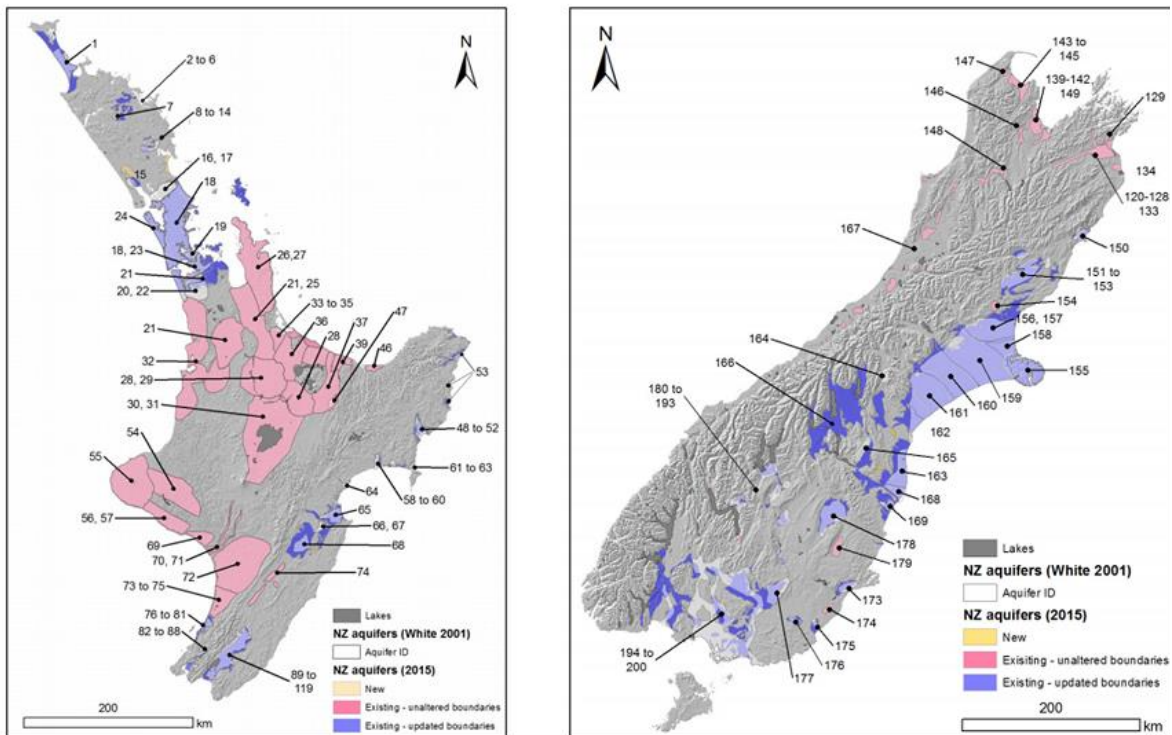 N
1
2 to 6
7
8 to 14
16, 17
15
18
24
19
18, 23
21
20, 22
26,27
21, 25
33 to 35
36
28
37
39
47
46
21
32
28, 29
30, 31
53
48 to 52
54
55
61 to 63
58 to 60
64
65
66, 67
56, 57
68
69
70, 71
72
74
73 to 75
76 to 81
82 to 88
89 to
119
Lakes
NZ aquifers (White 2001)
Aquifer ID
NZ aquifers (2015)
New
Existing - unaltered boundaries
Existing - updated boundaries
200
km
N
143 to
145
147
139-142,
149
146
129
148
134
120-128
133
167
150
151 to
153
154
156, 157
158
164
166
155
180 to
193
159
160
161
162
165
163
168
169
178
179
173
174
175
176
177
194 to
200
Lakes
NZ aquifers (White 2001)
Aquifer ID
NZ aquifers (2015)
New
Exisiting - unaltered boundaries
Existing - updated boundaries
200
km